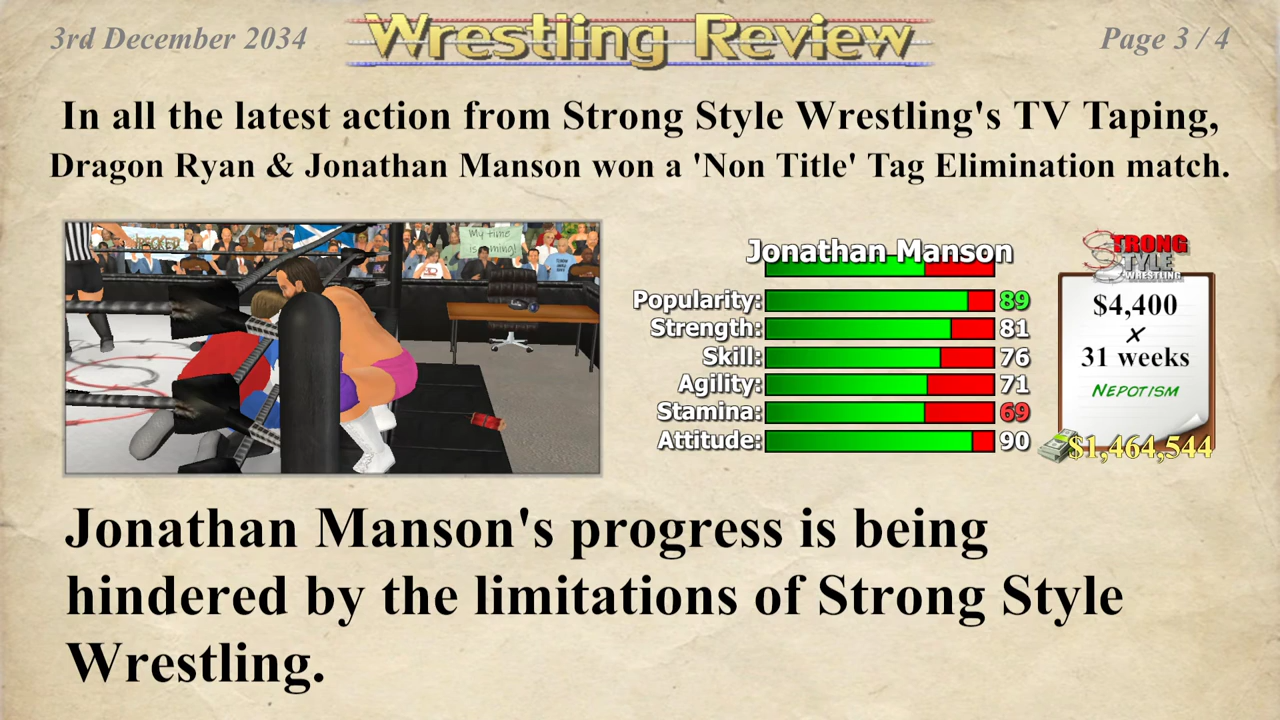 3rd December 2034
Wrestling Review
Page 3 / 4
In all the latest action from Strong Style Wrestling's TV Taping,
Dragon Ryan & Jonathan Manson won a 'Non Title' Tag Elimination match.
My time
is coming!
Jonathan Manson
Popularity: 89
Strength: 81
Skill: 76
Agility: 71
Stamina: 69
Attitude: 90
STRONG
STYLE
WRESTLING
$4,400
x
31 weeks
NEPOTISM
$1,464,544
Jonathan Manson's progress is being
hindered by the limitations of Strong Style
Wrestling.